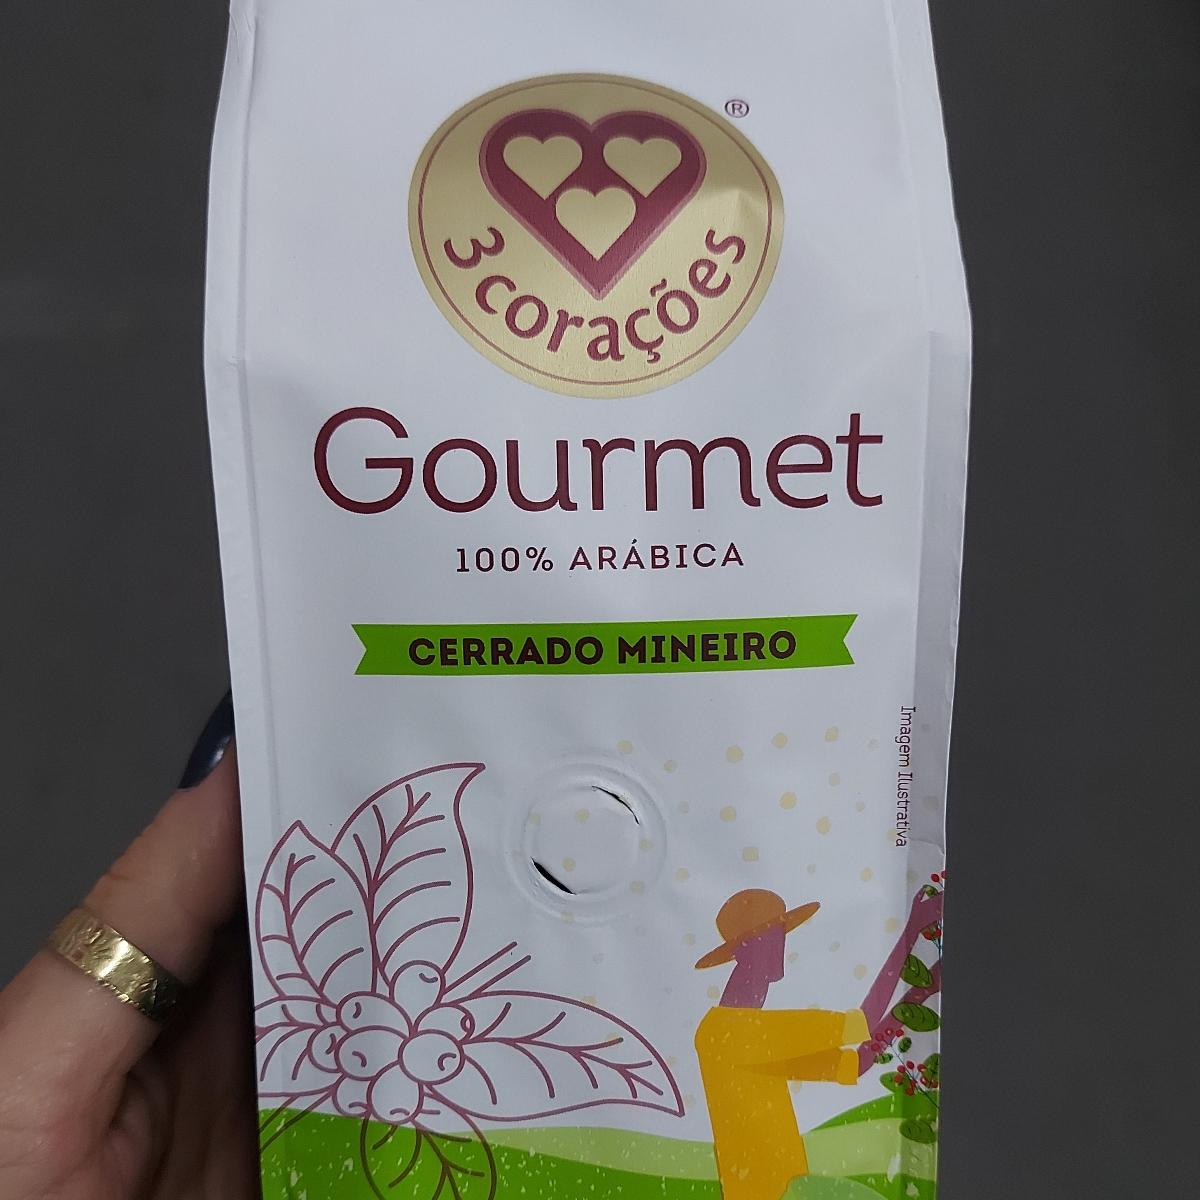 ®
3 corações
Gourmet
100% ARÁBICA
CERRADO MINEIRO
Imagem Ilustrativa